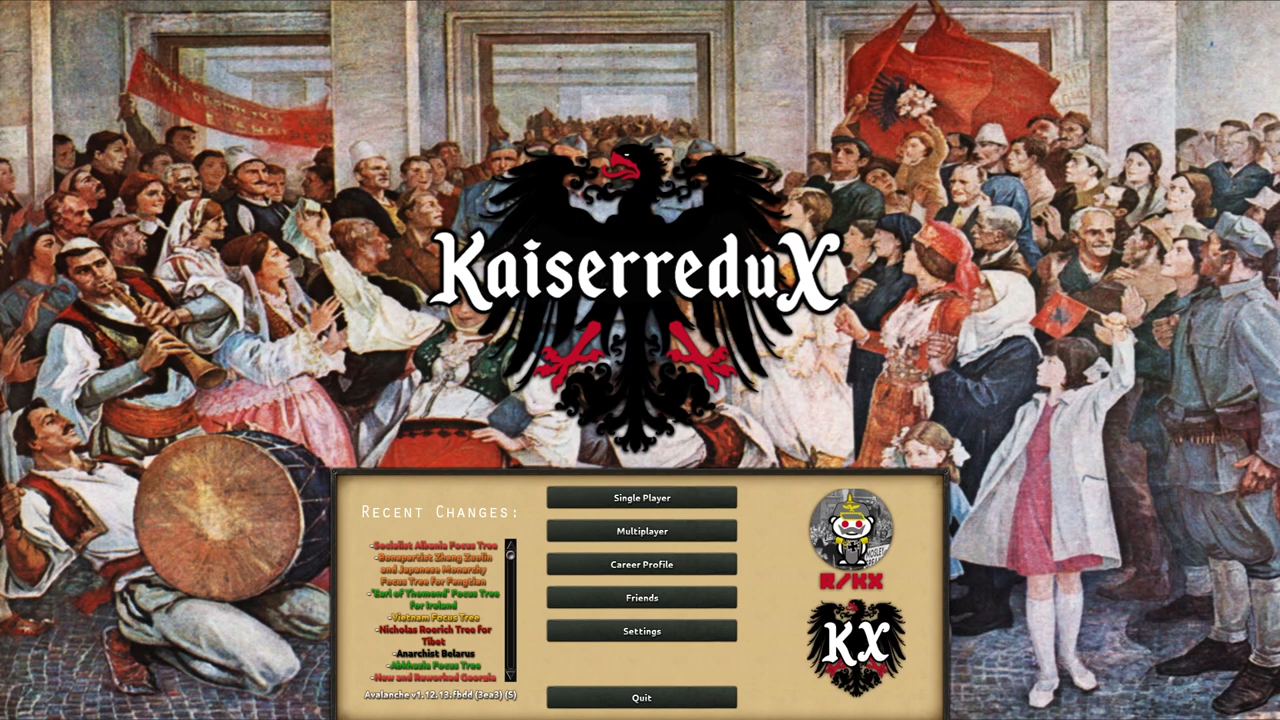 KaiserreduX
RECENT CHANGES:
-Socialist Albania Focus Tree
-Bonapartist Zhang Zuolin
and Japanese Monarchy
Focus Tree for Fengtian
-'Earl of Thomond' Focus Tree
for Ireland
-Vietnam Focus Tree
-Nicholas Roerich Tree for
Tibet
-Anarchist Belarus
-Abkhazia Focus Tree
-New and Reworked Georgia
Avalanche v1.12.13.fbdd (3ea3) (S)
Single Player
Multiplayer
Career Profile
Friends
Settings
Quit
MOSLEY
R/KX
KX